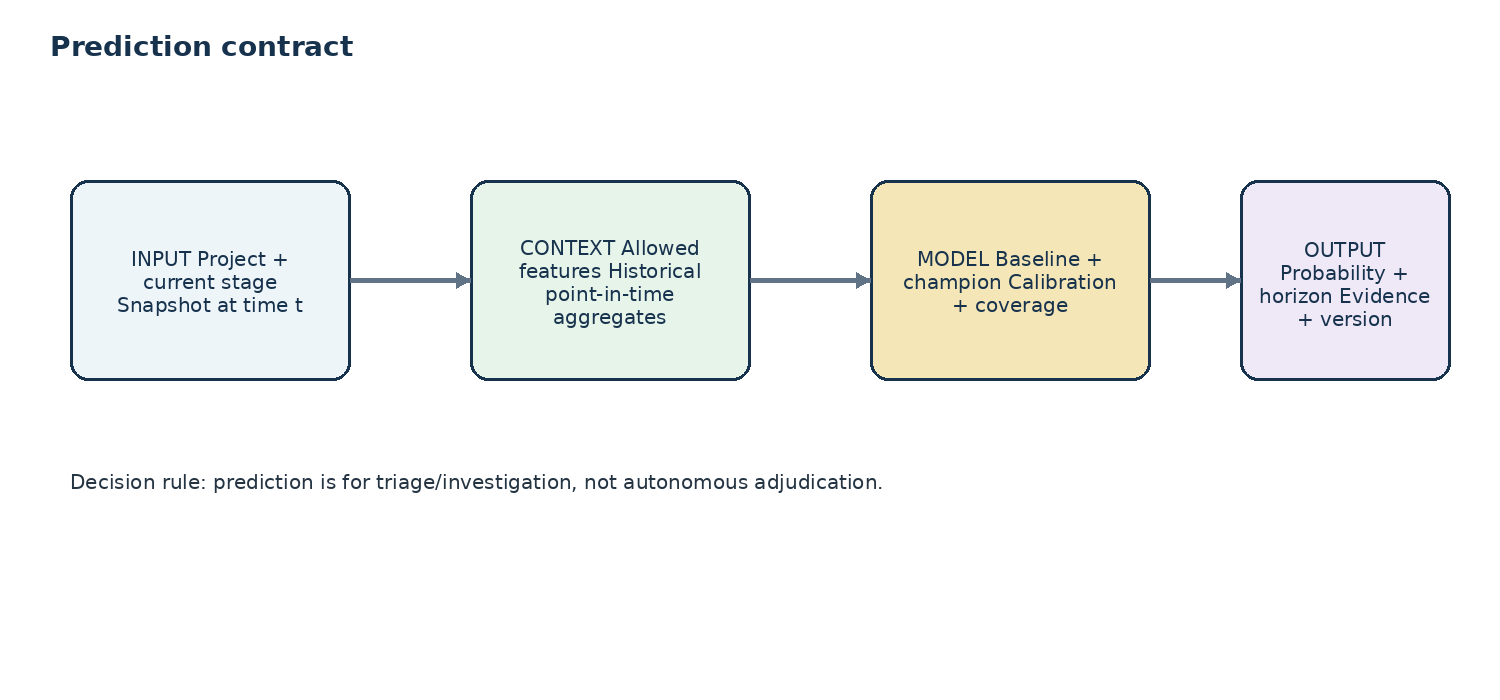 Prediction contract
INPUT Project +
current stage
Snapshot at time t
CONTEXT Allowed
features Historical
point-in-time
aggregates
MODEL Baseline +
champion Calibration
+ coverage
OUTPUT
Probability +
horizon Evidence
+ version
Decision rule: prediction is for triage/investigation, not autonomous adjudication.